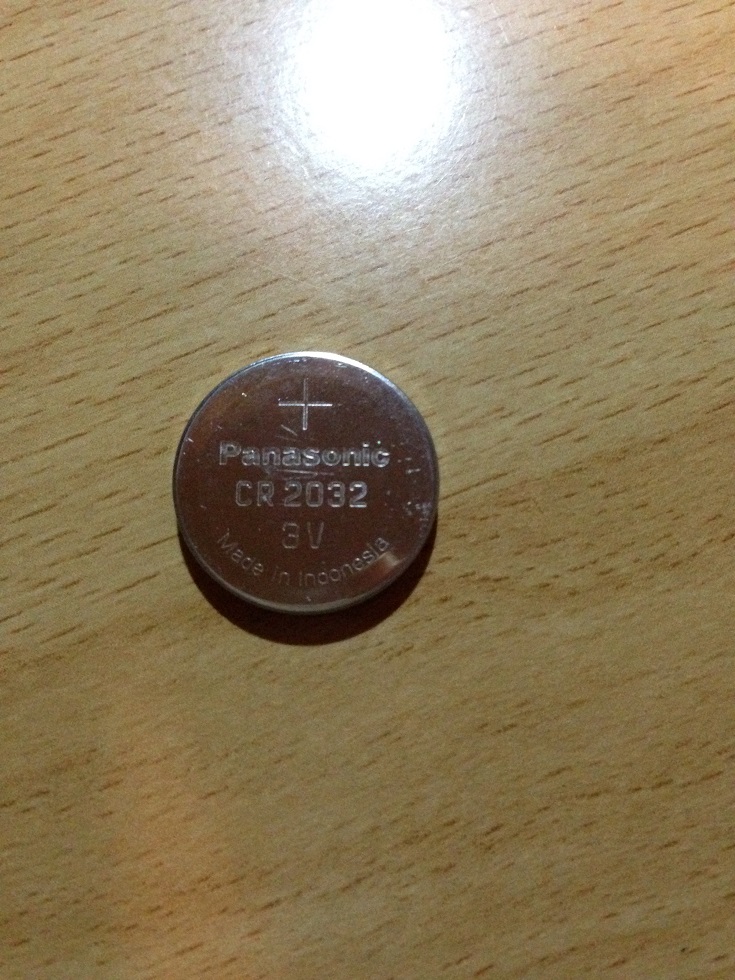 +
Panasonic
CR 2032
3V
Made in Indonesia